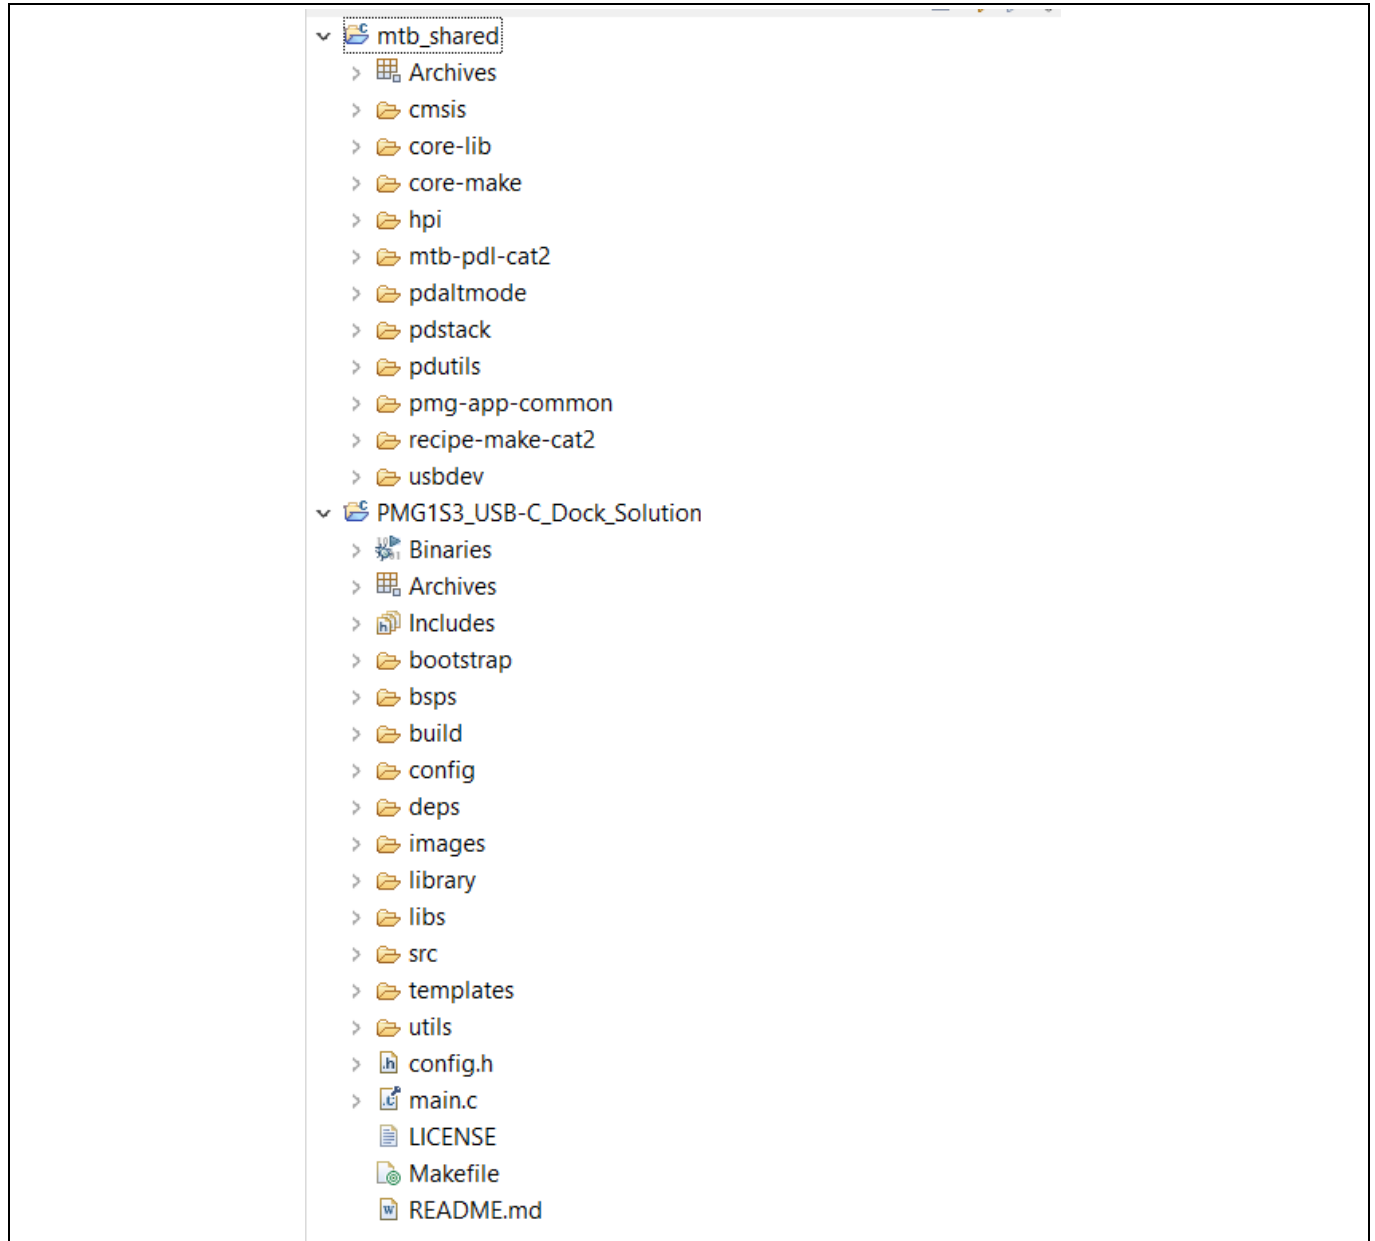 mtb_shared
Archives
cmsis
core-lib
core-make
hpi
mtb-pdl-cat2
pdaltmode
pdstack
pdutils
pmg-app-common
recipe-make-cat2
usbdev
PMG1S3_USB-C_Dock_Solution
Binaries
Archives
Includes
bootstrap
bsps
build
config
deps
images
library
libs
src
templates
utils
config.h
main.c
LICENSE
Makefile
README.md